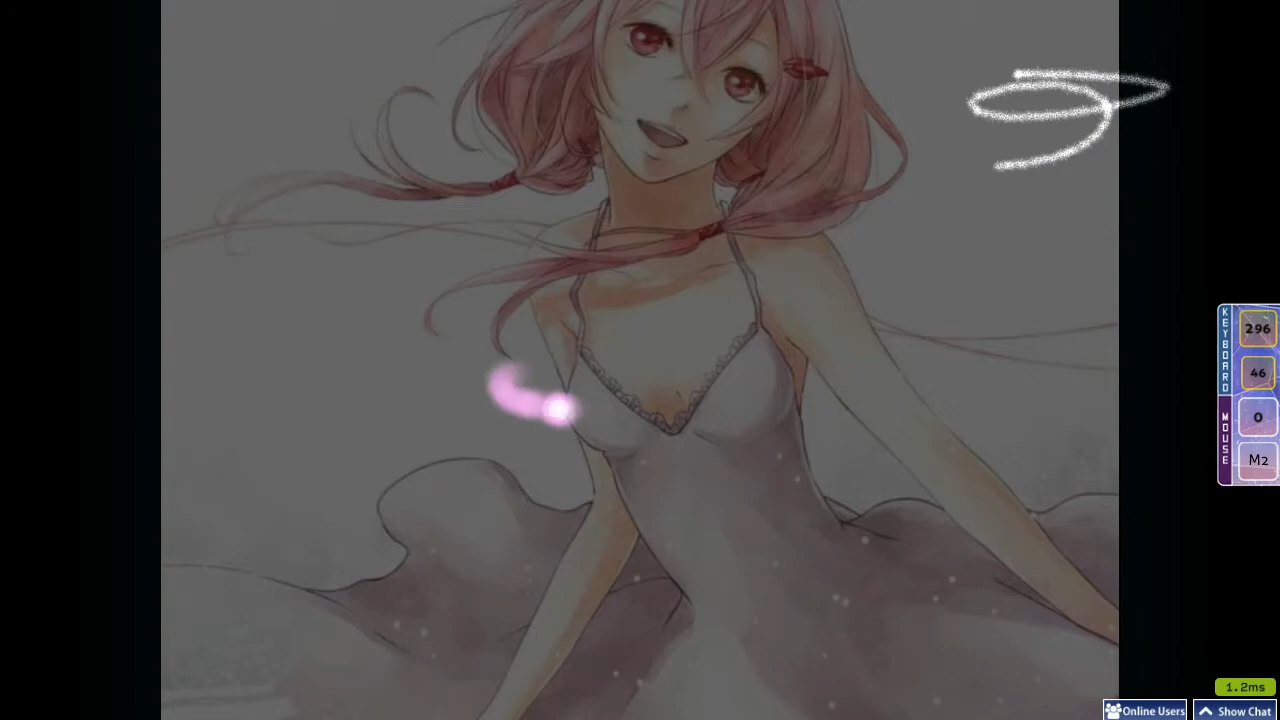 KEYBOARD
296
46
MOUSE
0
M2
1.2ms
Online Users
Show Chat